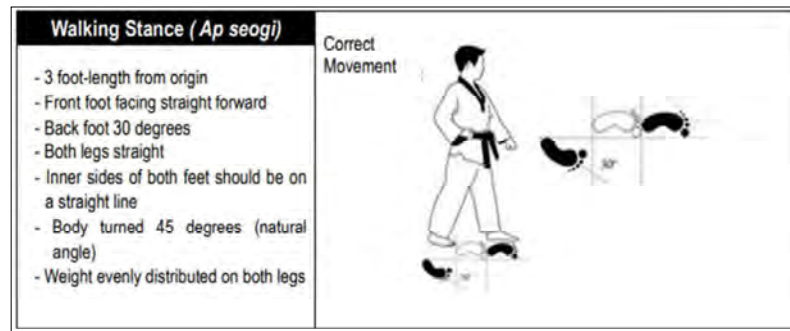 Walking Stance ( Ap seogi)
- 3 foot-length from origin
- Front foot facing straight forward
- Back foot 30 degrees
- Both legs straight
- Inner sides of both feet should be on
a straight line
- Body turned 45 degrees (natural
angle)
- Weight evenly distributed on both legs
Correct
Movement
30°